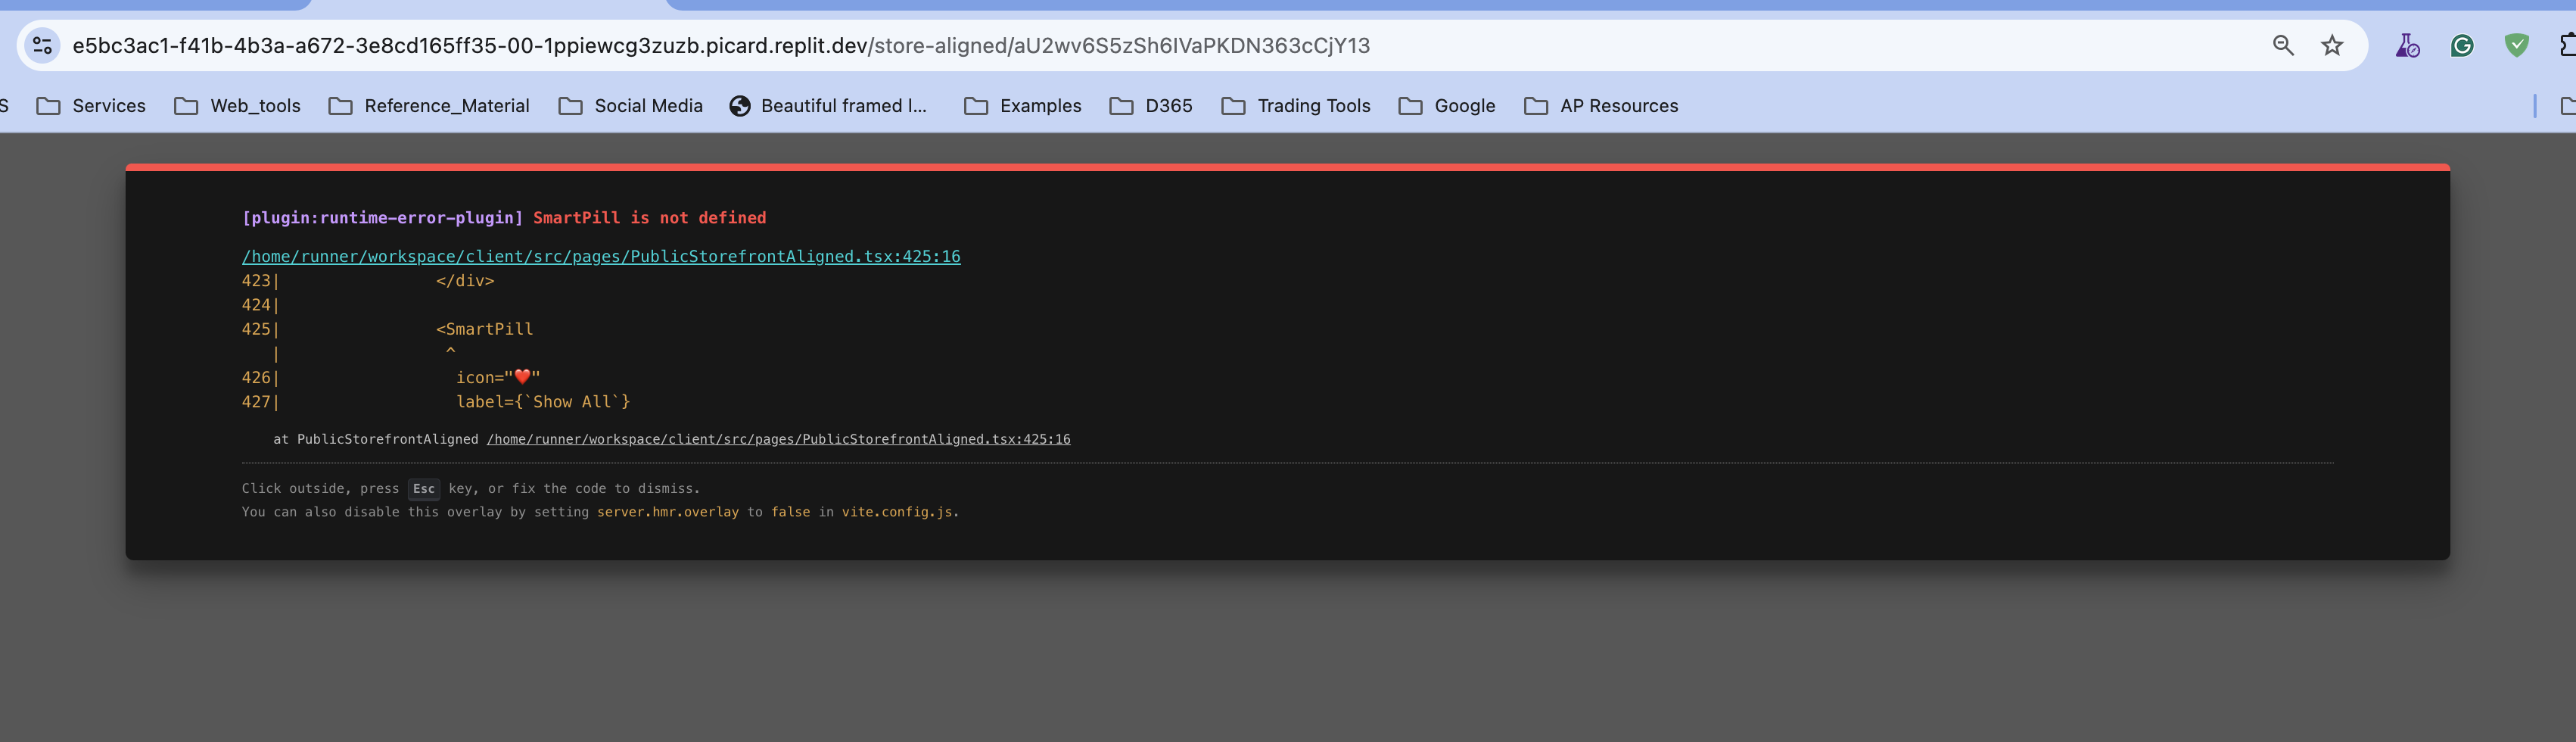 e5bc3ac1-f41b-4b3a-a672-3e8cd165ff35-00-1ppiewcg3zuzb.picard.replit.dev/store-aligned/aU2wv6S5zSh6IVaPKDN363cCjY13
S Services Web_tools Reference_Material Social Media Beautiful framed I... Examples D365 Trading Tools Google AP Resources
[plugin:runtime-error-plugin] SmartPill is not defined
/home/runner/workspace/client/src/pages/PublicStorefrontAligned.tsx:425:16
423|                </div>
424|
425|                <SmartPill
   |                 ^
426|                  icon="❤️"
427|                  label={`Show All`}
at PublicStorefrontAligned /home/runner/workspace/client/src/pages/PublicStorefrontAligned.tsx:425:16
Click outside, press Esc key, or fix the code to dismiss.
You can also disable this overlay by setting server.hmr.overlay to false in vite.config.js.